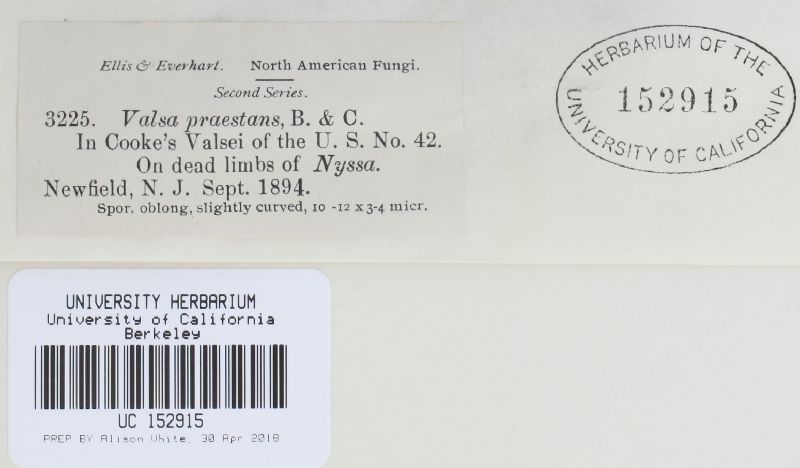 Ellis & Everhart. North American Fungi.
Second Series.
3225. Valsa praestans, B. & C.
In Cooke's Valsei of the U. S. No. 42.
On dead limbs of Nyssa.
Newfield, N. J. Sept. 1894.
Spor. oblong, slightly curved, 10 -12 x 3-4 micr.
HERBARIUM OF THE
152915
UNIVERSITY OF CALIFORNIA
UNIVERSITY HERBARIUM
University of California
Berkeley
UC 152915
PREP BY Alison White, 30 Apr 2018